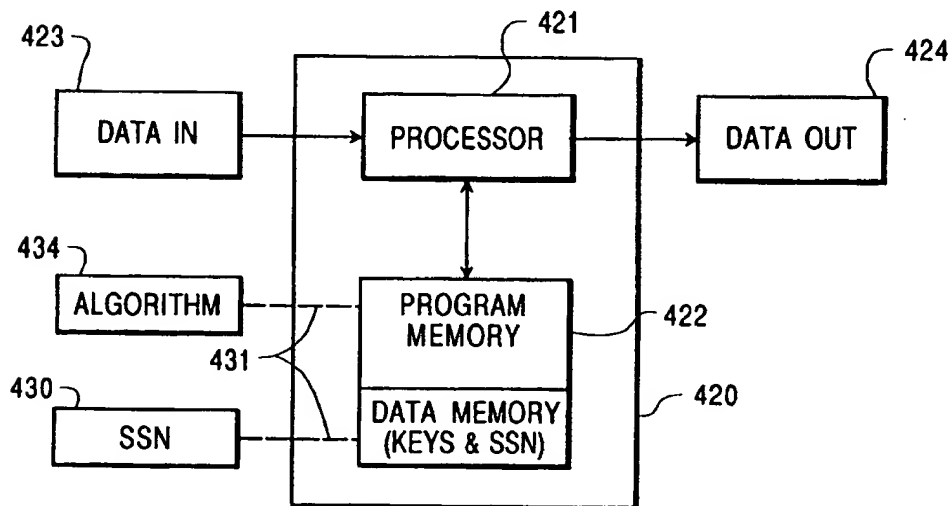 423
421
424
DATA IN
PROCESSOR
DATA OUT
434
ALGORITHM
PROGRAM
MEMORY
422
431
430
SSN
DATA MEMORY
(KEYS & SSN)
420